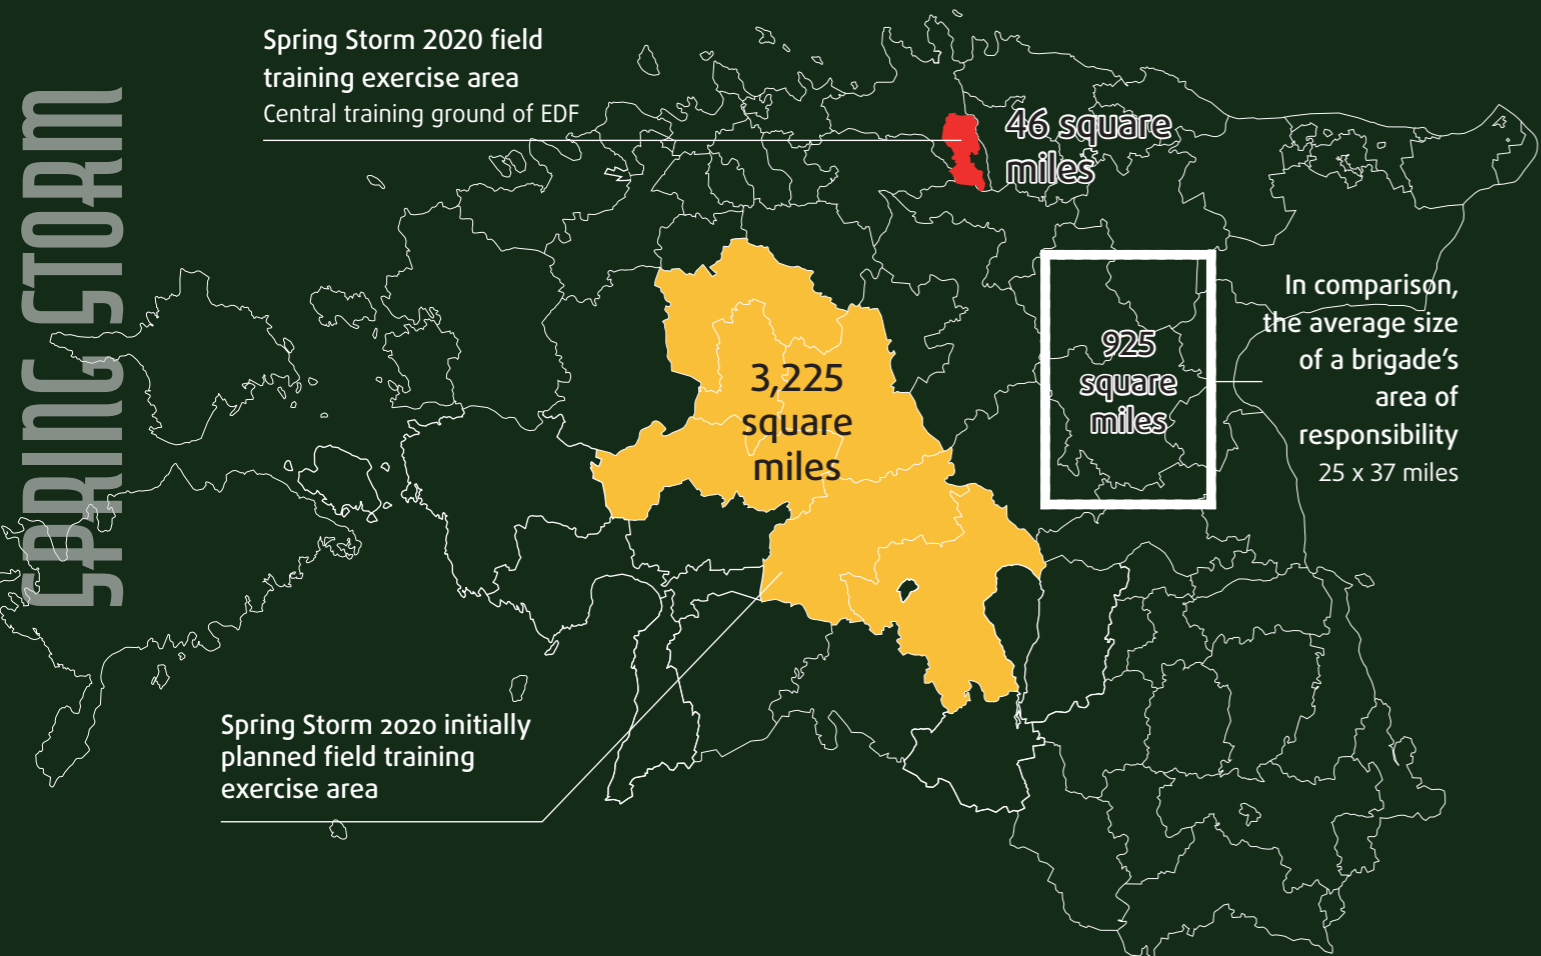 SPRING STORM
Spring Storm 2020 field
training exercise area
Central training ground of EDF
46 square
miles
3,225
square
miles
925
square
miles
In comparison,
the average size
of a brigade's
area of
responsibility
25 x 37 miles
Spring Storm 2020 initially
planned field training
exercise area